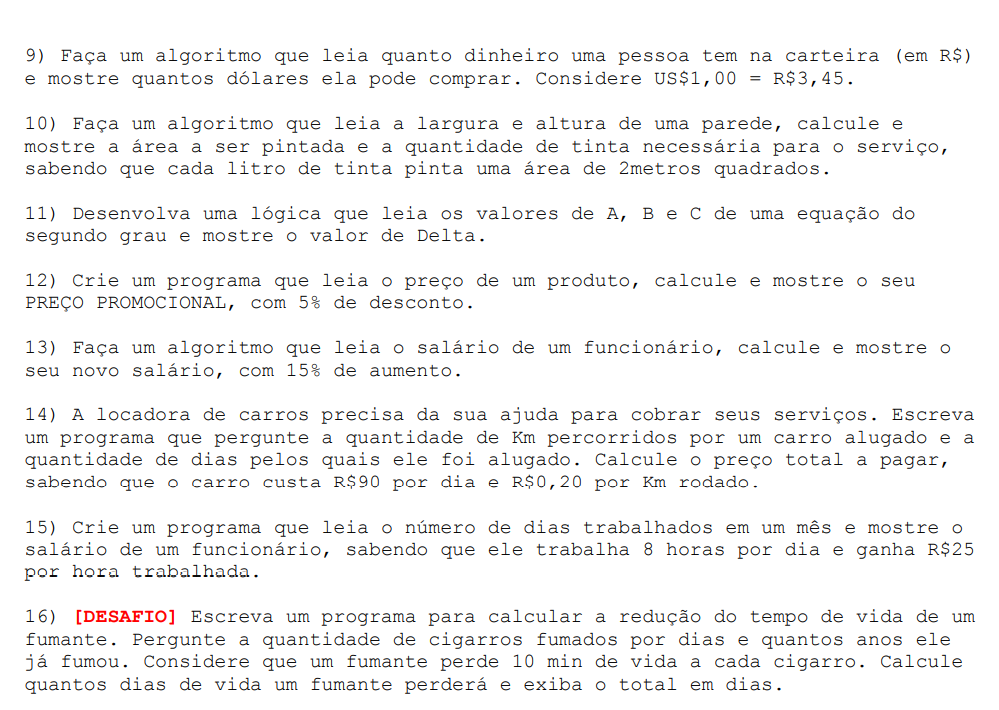 9) Faça um algoritmo que leia quanto dinheiro uma pessoa tem na carteira (em R$)
e mostre quantos dólares ela pode comprar. Considere US$1,00 = R$3,45.
10) Faça um algoritmo que leia a largura e altura de uma parede, calcule e
mostre a área a ser pintada e a quantidade de tinta necessária para o serviço,
sabendo que cada litro de tinta pinta uma área de 2metros quadrados.
11) Desenvolva uma lógica que leia os valores de A, B e C de uma equação do
segundo grau e mostre o valor de Delta.
12) Crie um programa que leia o preço de um produto, calcule e mostre o seu
PREÇO PROMOCIONAL, com 5% de desconto.
13) Faça um algoritmo que leia o salário de um funcionário, calcule e mostre o
seu novo salário, com 15% de aumento.
14) A locadora de carros precisa da sua ajuda para cobrar seus serviços. Escreva
um programa que pergunte a quantidade de Km percorridos por um carro alugado e a
quantidade de dias pelos quais ele foi alugado. Calcule o preço total a pagar,
sabendo que o carro custa R$90 por dia e R$0,20 por Km rodado.
15) Crie um programa que leia o número de dias trabalhados em um mês e mostre o
salário de um funcionário, sabendo que ele trabalha 8 horas por dia e ganha R$25
por hora trabalhada.
16) [DESAFIO] Escreva um programa para calcular a redução do tempo de vida de um
fumante. Pergunte a quantidade de cigarros fumados por dias e quantos anos ele
já fumou. Considere que um fumante perde 10 min de vida a cada cigarro. Calcule
quantos dias de vida um fumante perderá e exiba o total em dias.